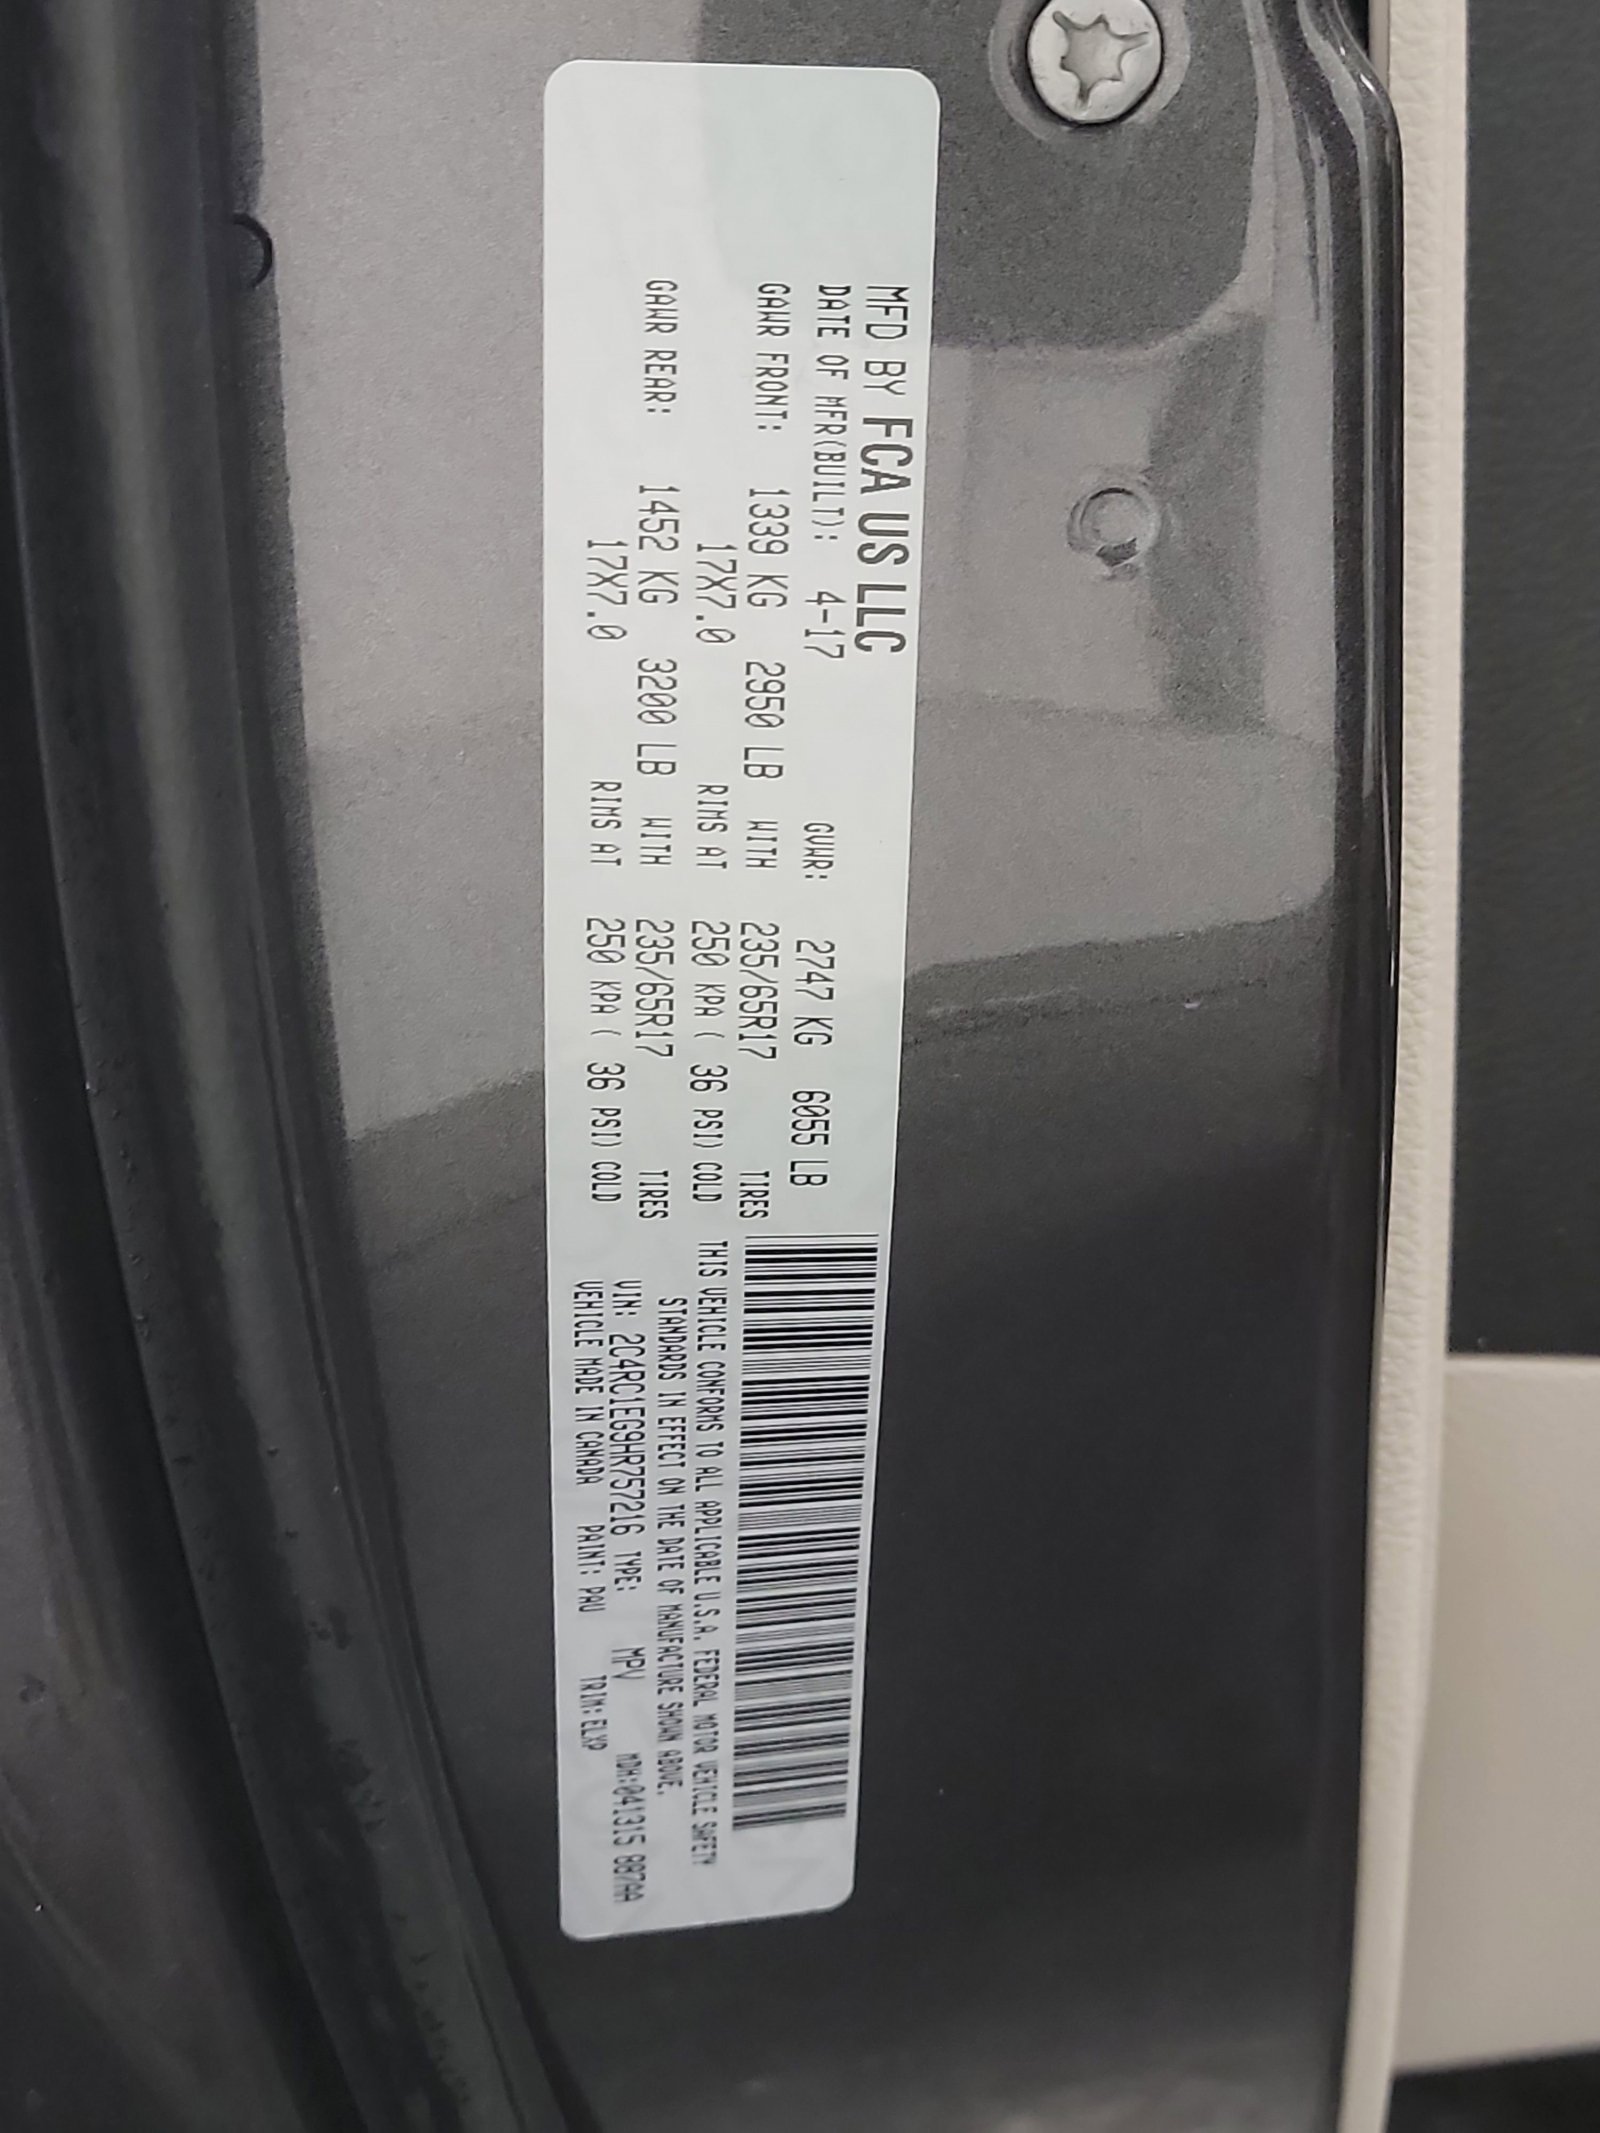 MFD BY FCA US LLC
DATE OF MFR(BUILT): 4-17 GVWR: 2747 KG 6055 LB
GAWR FRONT: 1339 KG 2950 LB WITH 235/65R17 TIRES
17X7.0 RIMS AT 250 KPA ( 36 PSI) COLD
GAWR REAR: 1452 KG 3200 LB WITH 235/65R17 TIRES
17X7.0 RIMS AT 250 KPA ( 36 PSI) COLD
THIS VEHICLE CONFORMS TO ALL APPLICABLE U.S.A. FEDERAL MOTOR VEHICLE SAFETY
STANDARDS IN EFFECT ON THE DATE OF MANUFACTURE SHOWN ABOVE.
VIN: 2C4RC1EG9HR757216 TYPE: MPV MDH:041315 887AA
VEHICLE MADE IN CANADA PAINT: PAU TRIM: ELXP